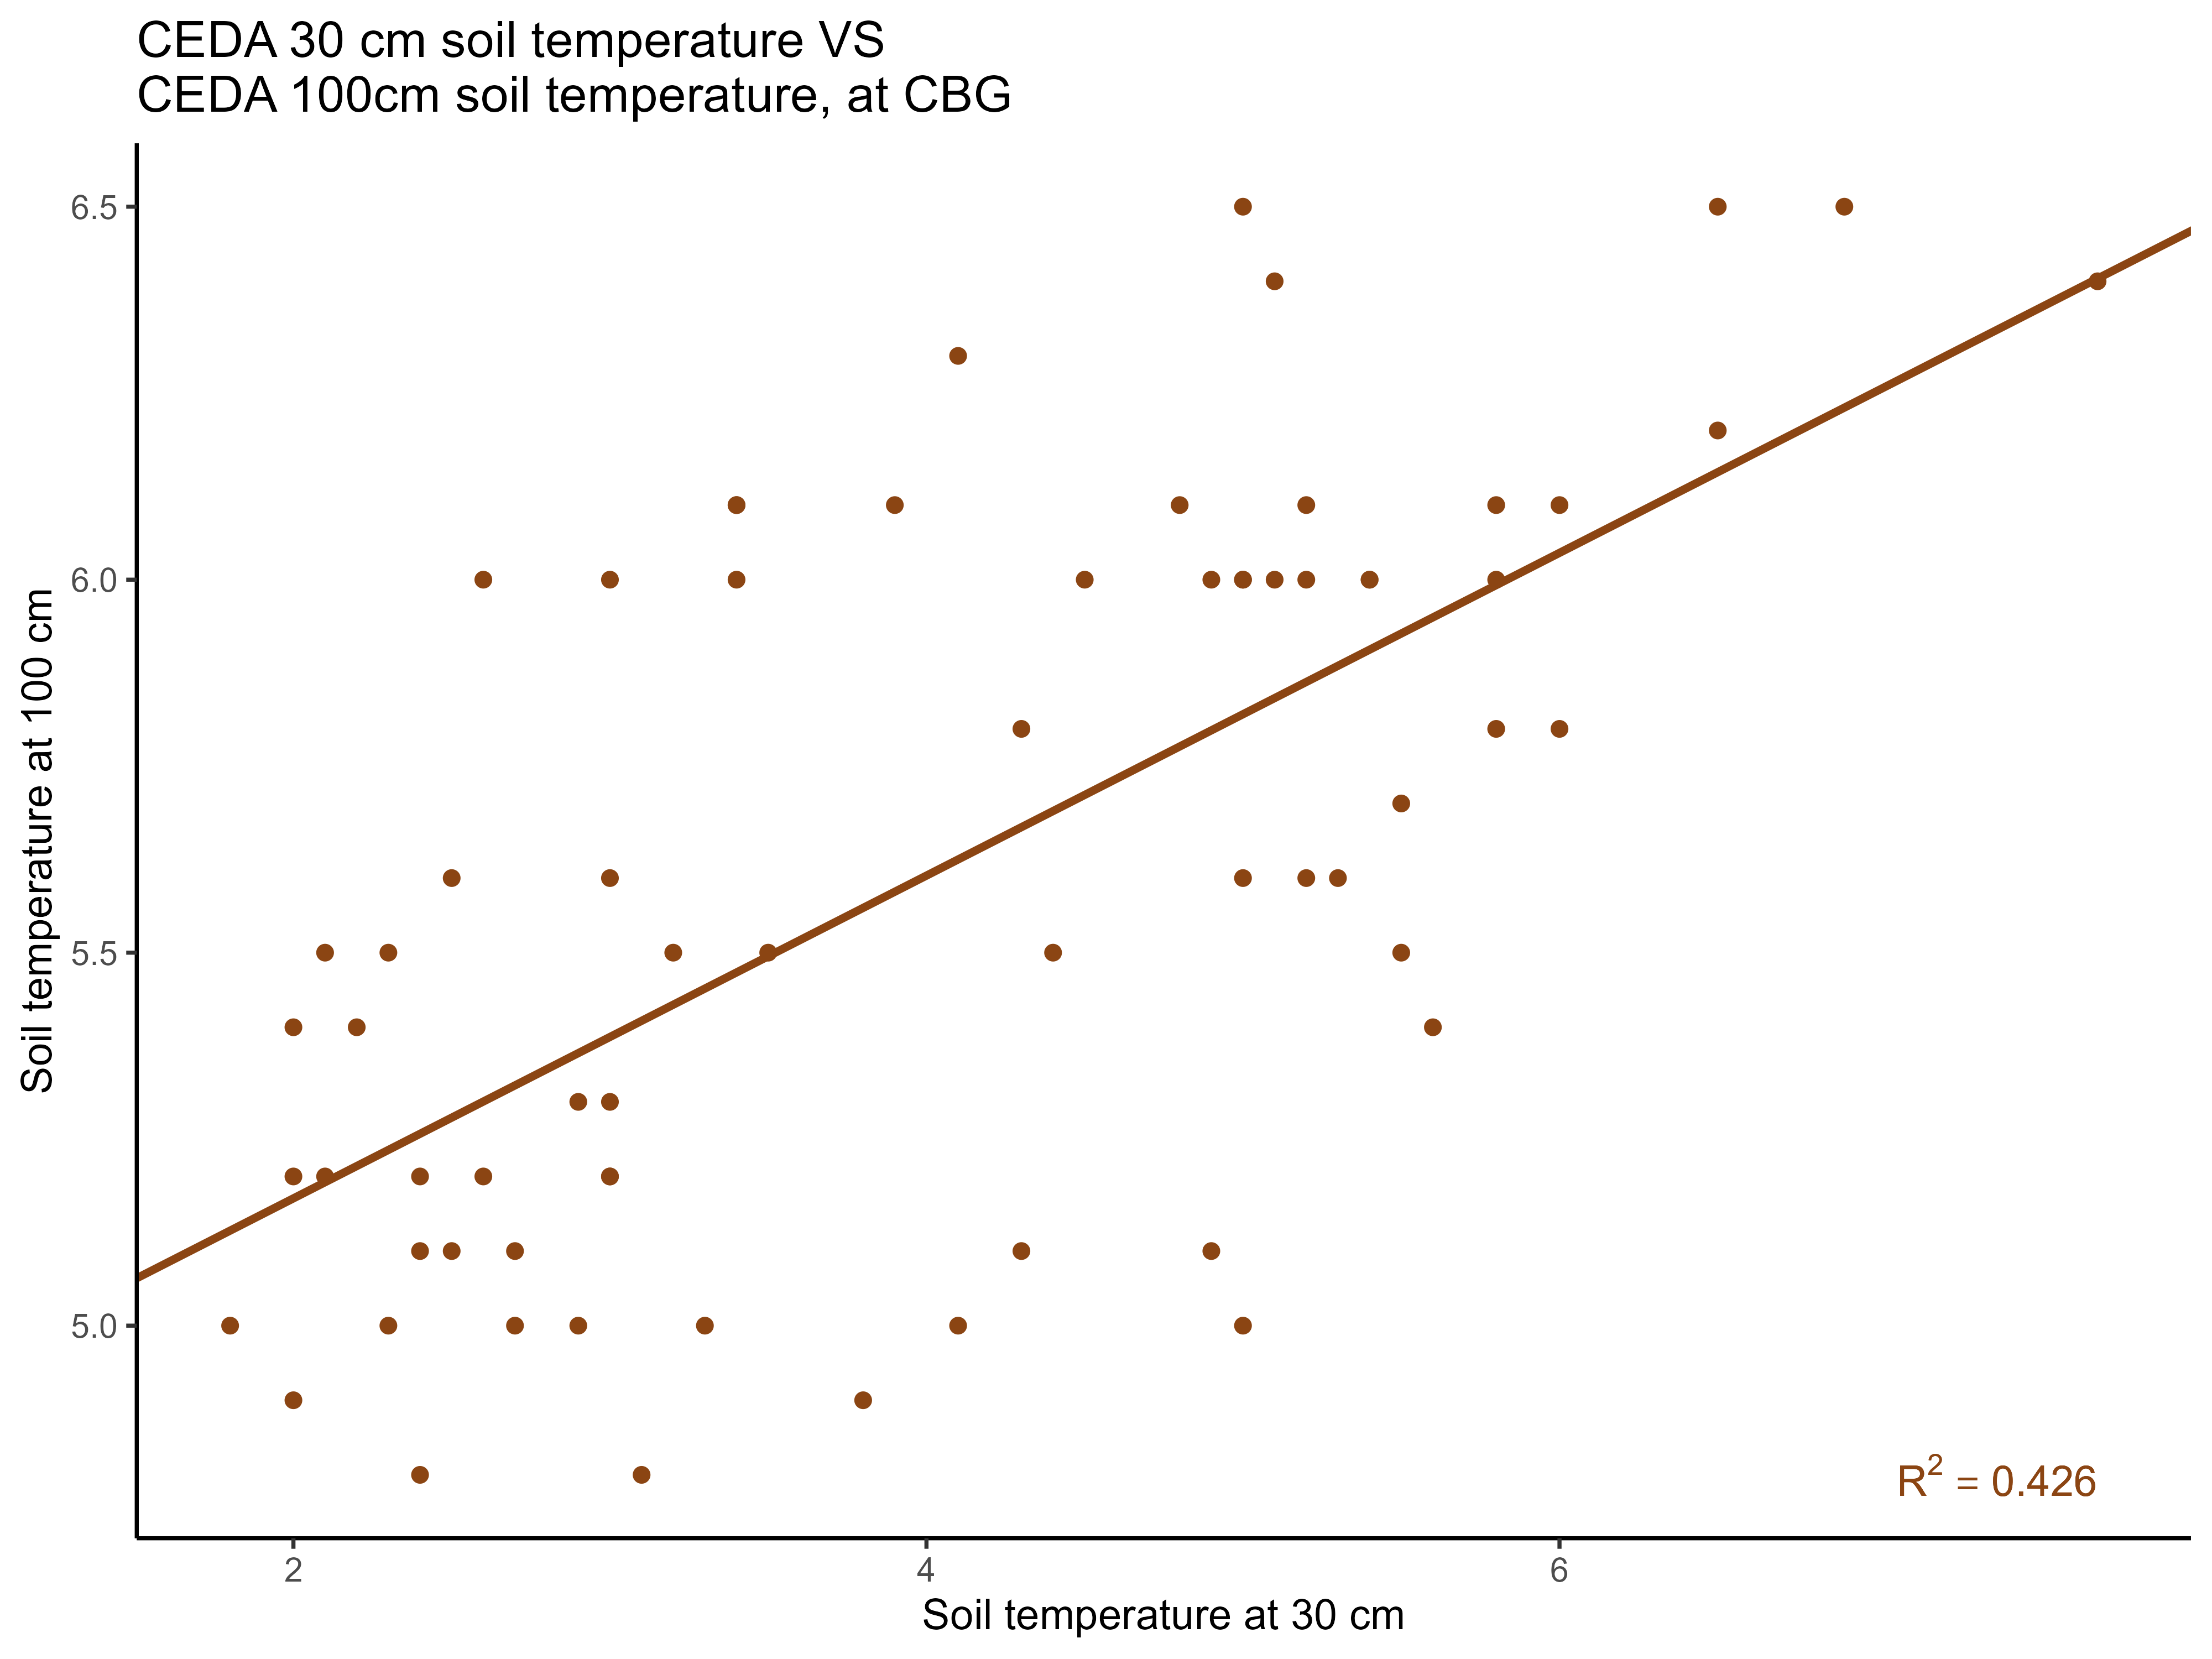 CEDA 30 cm soil temperature VS
CEDA 100cm soil temperature, at CBG
Soil temperature at 100 cm
6.5
6.0
5.5
5.0
R² = 0.426
2 4 6
Soil temperature at 30 cm